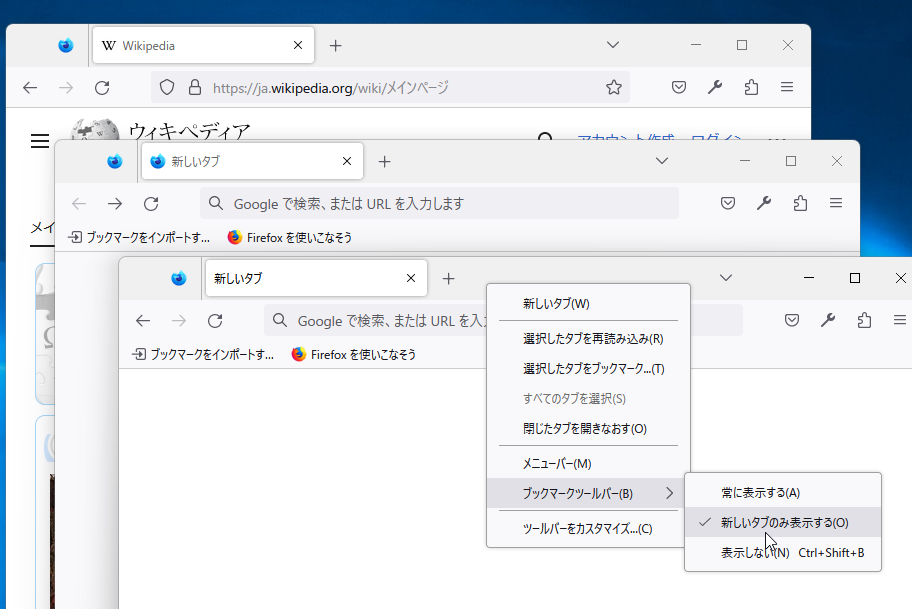 Wikipedia
https://ja.wikipedia.org/wiki/メインページ
ウィキペディア
アカウント作成 ログイン
メイ
新しいタブ
Google で検索、または URL を入力します
ブックマークをインポートす...
Firefox を使いこなそう
新しいタブ
Google で検索、または URL を入
ブックマークをインポートす...
Firefox を使いこなそう
新しいタブ(W)
選択したタブを再読み込み(R)
選択したタブをブックマーク...(T)
すべてのタブを選択(S)
閉じたタブを開きなおす(O)
メニューバー(M)
ブックマークツールバー(B)
ツールバーをカスタマイズ...(C)
常に表示する(A)
新しいタブのみ表示する(O)
表示しない(N) Ctrl+Shift+B